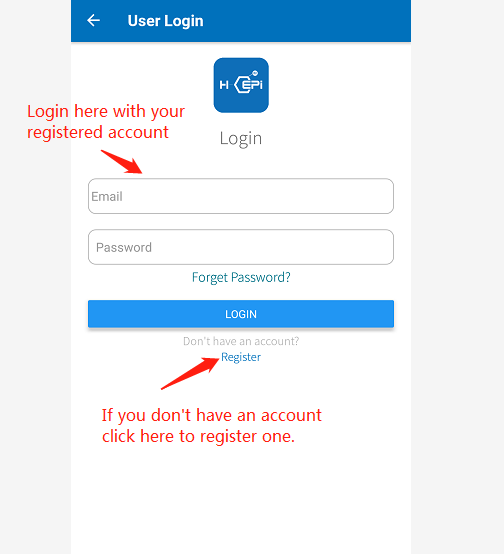 User Login
H EPi
Login here with your
registered account
Login
Email
Password
Forget Password?
LOGIN
Don't have an account?
Register
If you don't have an account
click here to register one.